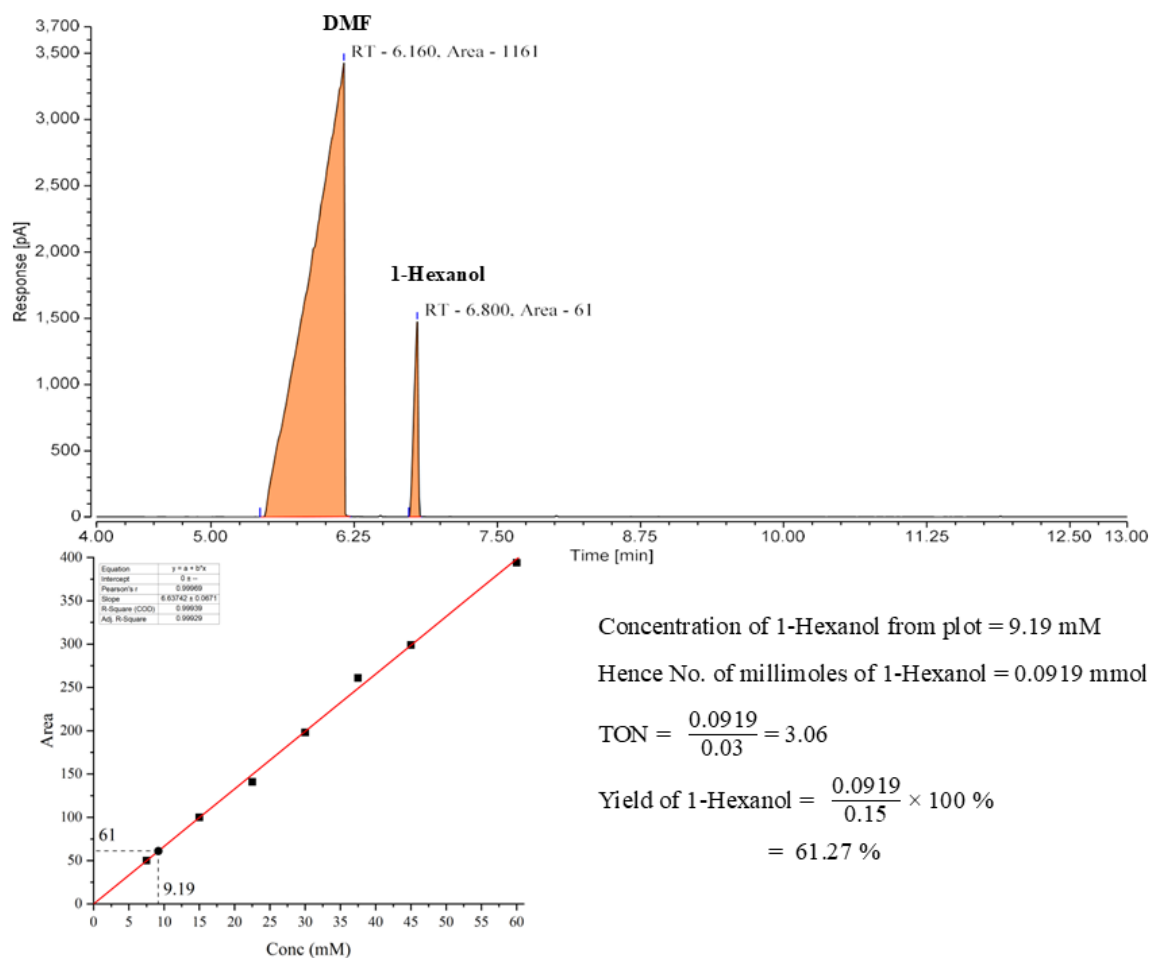 DMF
RT - 6.160, Area - 1161
1-Hexanol
RT - 6.800, Area - 61
Response [pA]
3,700
3,500
3,000
2,500
2,000
1,500
1,000
500
0
4.00 5.00 6.25 7.50 8.75 10.00 11.25 12.50 13.00
Time [min]
Equation y = a + b*x
Intercept 0 ± --
Pearson's r 0.99969
Slope 6.63742 ± 0.0671
R-Square (COD) 0.99939
Adj. R-Square 0.99929
Area
400
350
300
250
200
150
100
50
0
61
9.19
0 5 10 15 20 25 30 35 40 45 50 55 60
Conc (mM)
Concentration of 1-Hexanol from plot = 9.19 mM
Hence No. of millimoles of 1-Hexanol = 0.0919 mmol
TON = 0.0919 / 0.03 = 3.06
Yield of 1-Hexanol = 0.0919 / 0.15 × 100 %
= 61.27 %